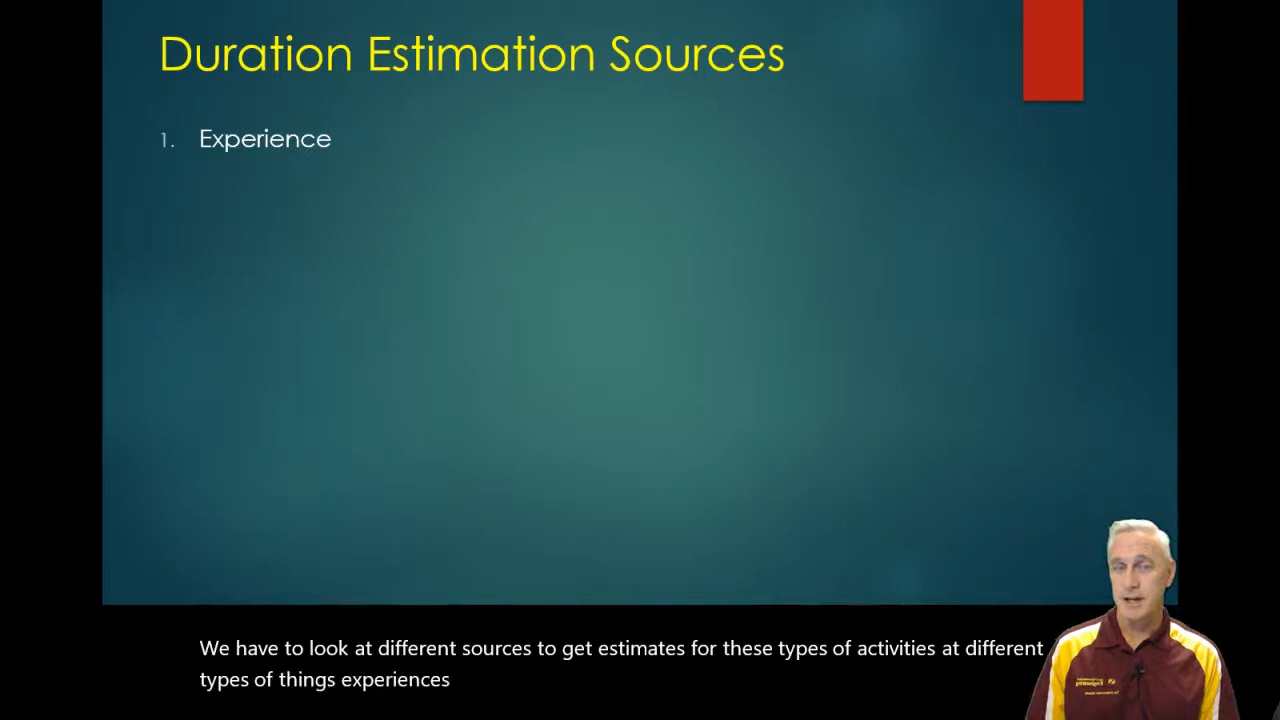 Duration Estimation Sources
1. Experience
We have to look at different sources to get estimates for these types of activities at different
types of things experiences